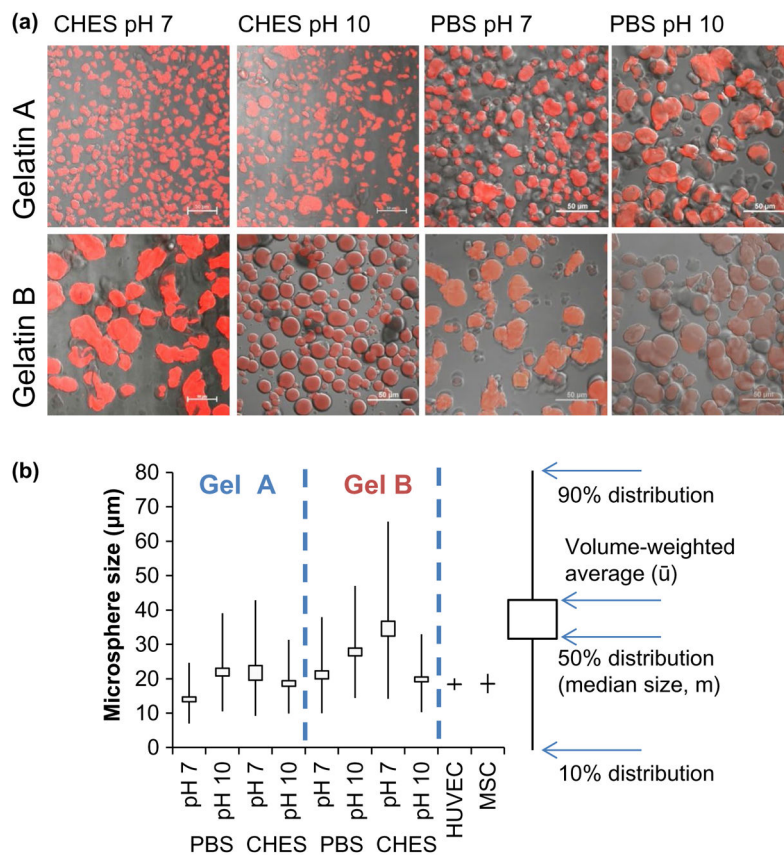 (a) CHES pH 7 CHES pH 10 PBS pH 7 PBS pH 10
Gelatin A
50 µm
50 µm
Gelatin B
50 µm
50 µm
50 µm
(b)
Microsphere size (µm)
80
70
60
50
40
30
20
10
0
Gel A
Gel B
pH 7
pH 10
pH 7
pH 10
pH 7
pH 10
pH 7
pH 10
HUVEC
MSC
PBS CHES PBS CHES
90% distribution
Volume-weighted
average (ū)
50% distribution
(median size, m)
10% distribution